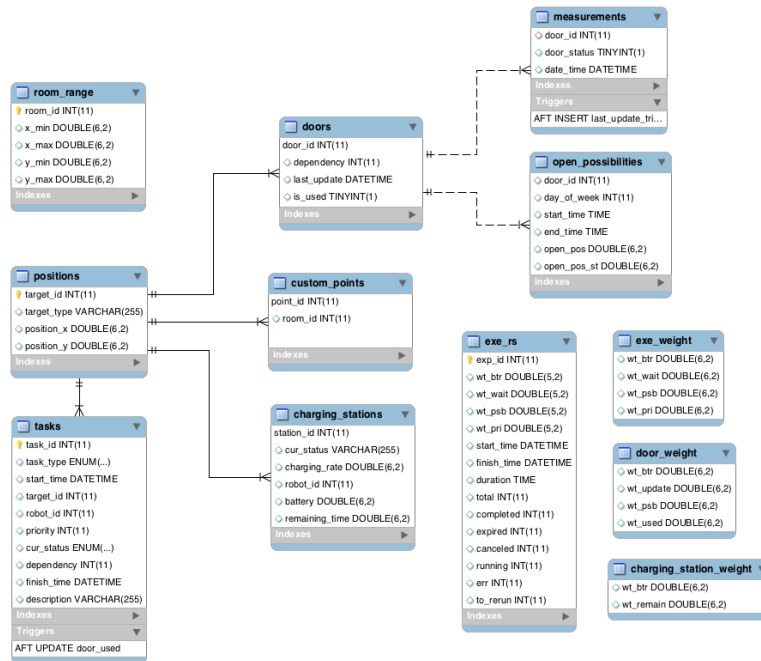 room_range
room_id INT(11)
x_min DOUBLE(6,2)
x_max DOUBLE(6,2)
y_min DOUBLE(6,2)
y_max DOUBLE(6,2)
Indexes
positions
target_id INT(11)
target_type VARCHAR(255)
position_x DOUBLE(6,2)
position_y DOUBLE(6,2)
Indexes
tasks
task_id INT(11)
task_type ENUM(...)
start_time DATETIME
target_id INT(11)
robot_id INT(11)
priority INT(11)
cur_status ENUM(...)
dependency INT(11)
finish_time DATETIME
description VARCHAR(255)
Indexes
Triggers
AFT UPDATE door_used
doors
door_id INT(11)
dependency INT(11)
last_update DATETIME
is_used TINYINT(1)
Indexes
custom_points
point_id INT(11)
room_id INT(11)
Indexes
charging_stations
station_id INT(11)
cur_status VARCHAR(255)
charging_rate DOUBLE(6,2)
robot_id INT(11)
battery DOUBLE(6,2)
remaining_time DOUBLE(6,2)
Indexes
measurements
door_id INT(11)
door_status TINYINT(1)
date_time DATETIME
Indexes
Triggers
AFT INSERT last_update_tri...
open_possibilities
door_id INT(11)
day_of_week INT(11)
start_time TIME
end_time TIME
open_pos DOUBLE(6,2)
open_pos_st DOUBLE(6,2)
Indexes
exe_rs
exp_id INT(11)
wt_btr DOUBLE(5,2)
wt_wait DOUBLE(5,2)
wt_psb DOUBLE(5,2)
wt_pri DOUBLE(5,2)
start_time DATETIME
finish_time DATETIME
duration TIME
total INT(11)
completed INT(11)
expired INT(11)
canceled INT(11)
running INT(11)
err INT(11)
to_rerun INT(11)
Indexes
exe_weight
wt_btr DOUBLE(6,2)
wt_wait DOUBLE(6,2)
wt_psb DOUBLE(6,2)
wt_pri DOUBLE(6,2)
door_weight
wt_btr DOUBLE(6,2)
wt_update DOUBLE(6,2)
wt_psb DOUBLE(6,2)
wt_used DOUBLE(6,2)
charging_station_weight
wt_btr DOUBLE(6,2)
wt_remain DOUBLE(6,2)